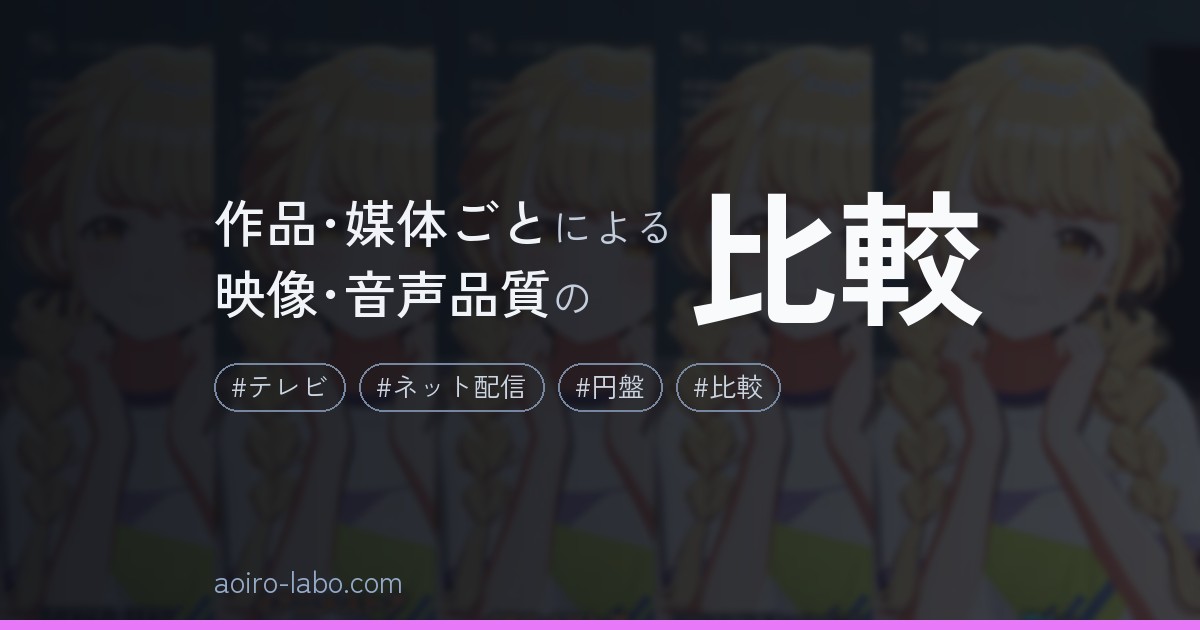 作品･媒体ごとによる
映像･音声品質の
比較
#テレビ
#ネット配信
#円盤
#比較
aoiro-labo.com